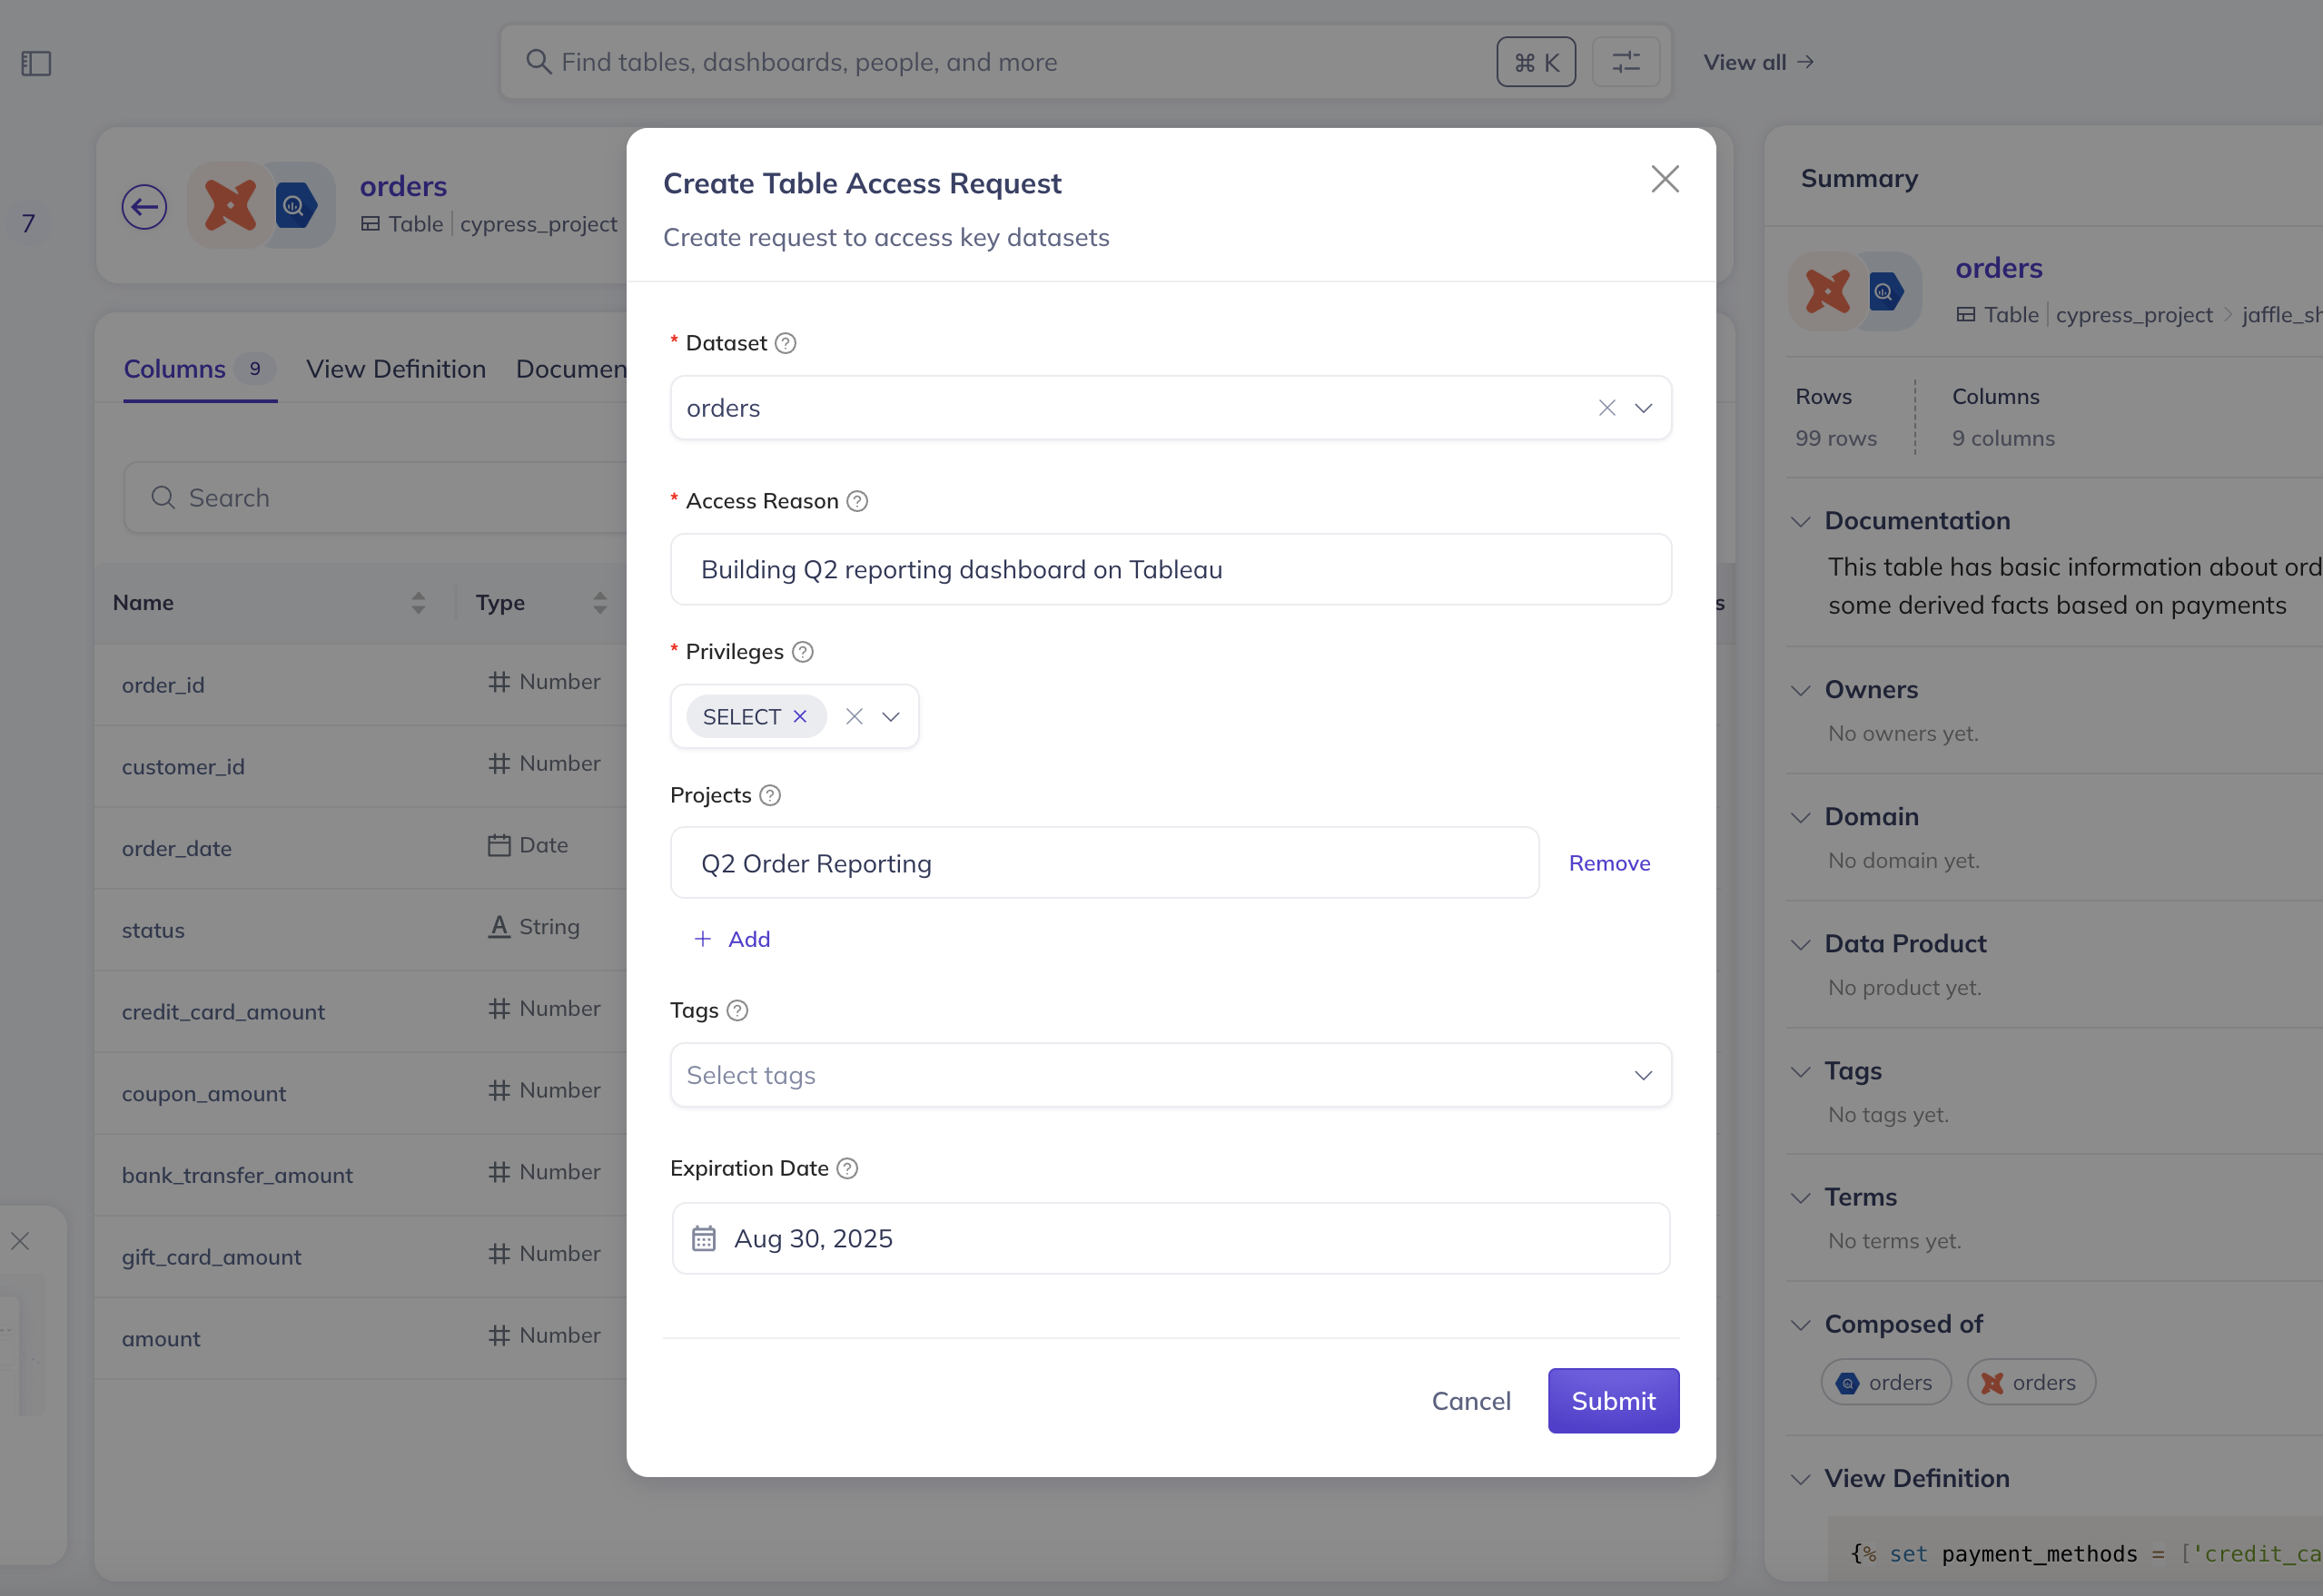 Find tables, dashboards, people, and more
⌘ K
View all →
7
orders
Table cypress_project
Columns 9 View Definition Documen
Search
Name Type
order_id Number
customer_id Number
order_date Date
status String
credit_card_amount Number
coupon_amount Number
bank_transfer_amount Number
gift_card_amount Number
amount Number
Create Table Access Request
Create request to access key datasets
* Dataset
orders
* Access Reason
Building Q2 reporting dashboard on Tableau
* Privileges
SELECT
Projects
Q2 Order Reporting
Remove
+ Add
Tags
Select tags
Expiration Date
Aug 30, 2025
Cancel
Submit
s
Summary
orders
Table cypress_project > jaffle_sh
Rows Columns
99 rows 9 columns
Documentation
This table has basic information about ord
some derived facts based on payments
Owners
No owners yet.
Domain
No domain yet.
Data Product
No product yet.
Tags
No tags yet.
Terms
No terms yet.
Composed of
orders orders
View Definition
{% set payment_methods = ['credit_ca